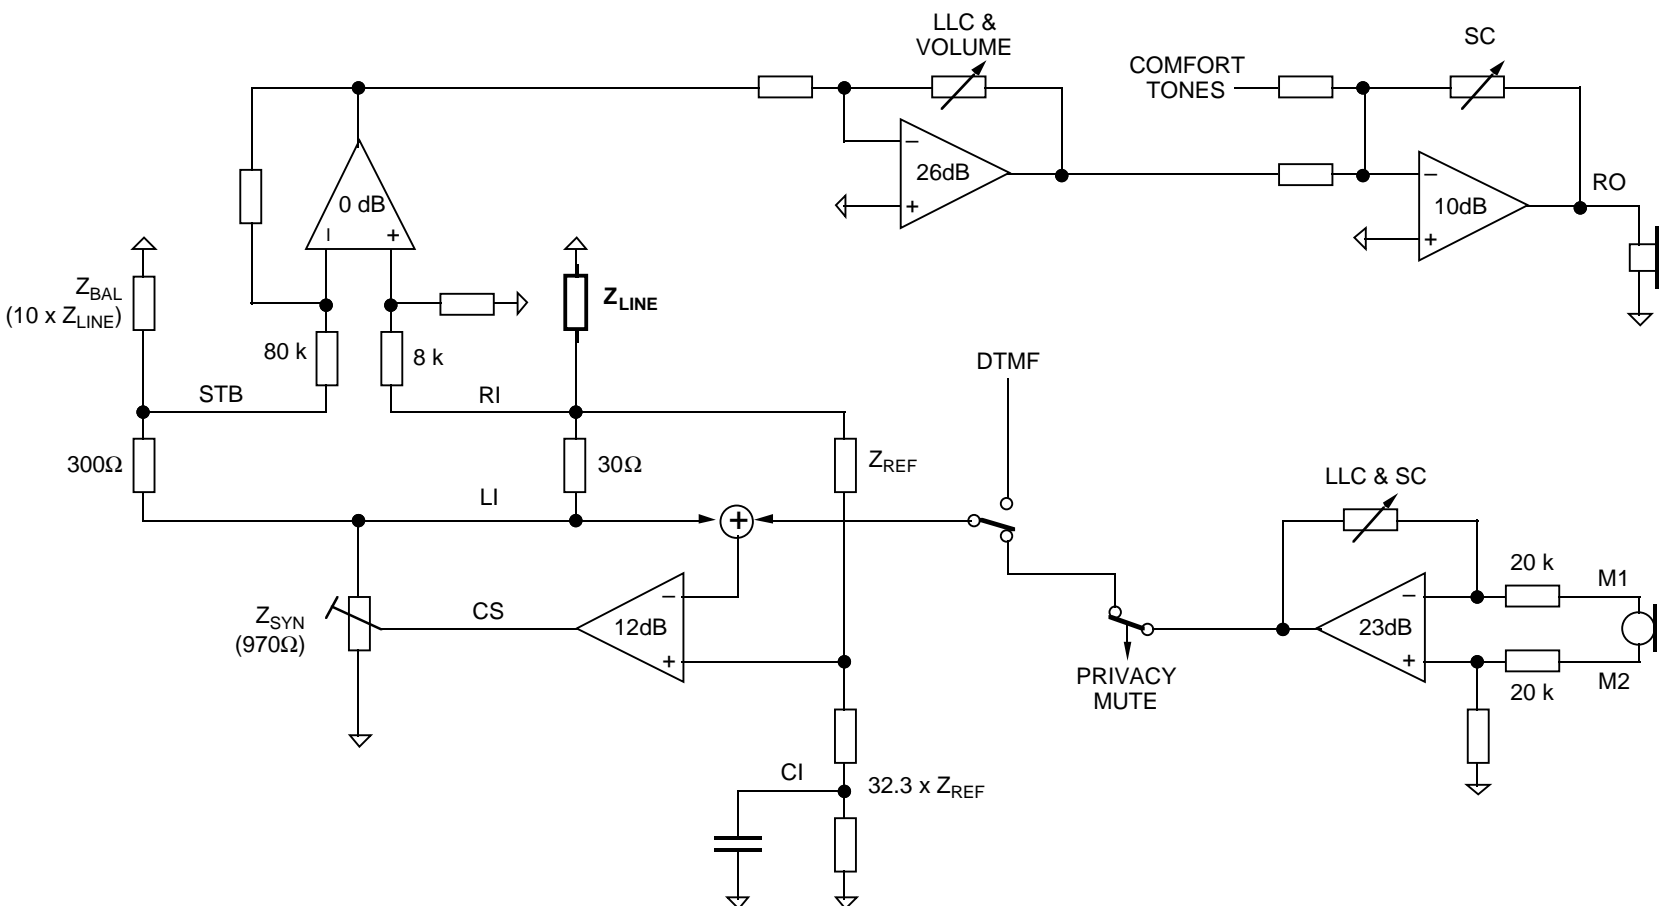 LLC &
VOLUME
SC
COMFORT
TONES
−
26dB
+
−
10dB
+
RO
0 dB
− +
Z_BAL
(10 x Z_LINE)
Z_LINE
80 k
8 k
STB
RI
DTMF
300Ω
30Ω
Z_REF
LI
+
LLC & SC
Z_SYN
(970Ω)
CS
−
12dB
+
PRIVACY
MUTE
−
23dB
+
20 k
M1
20 k
M2
CI
32.3 x Z_REF